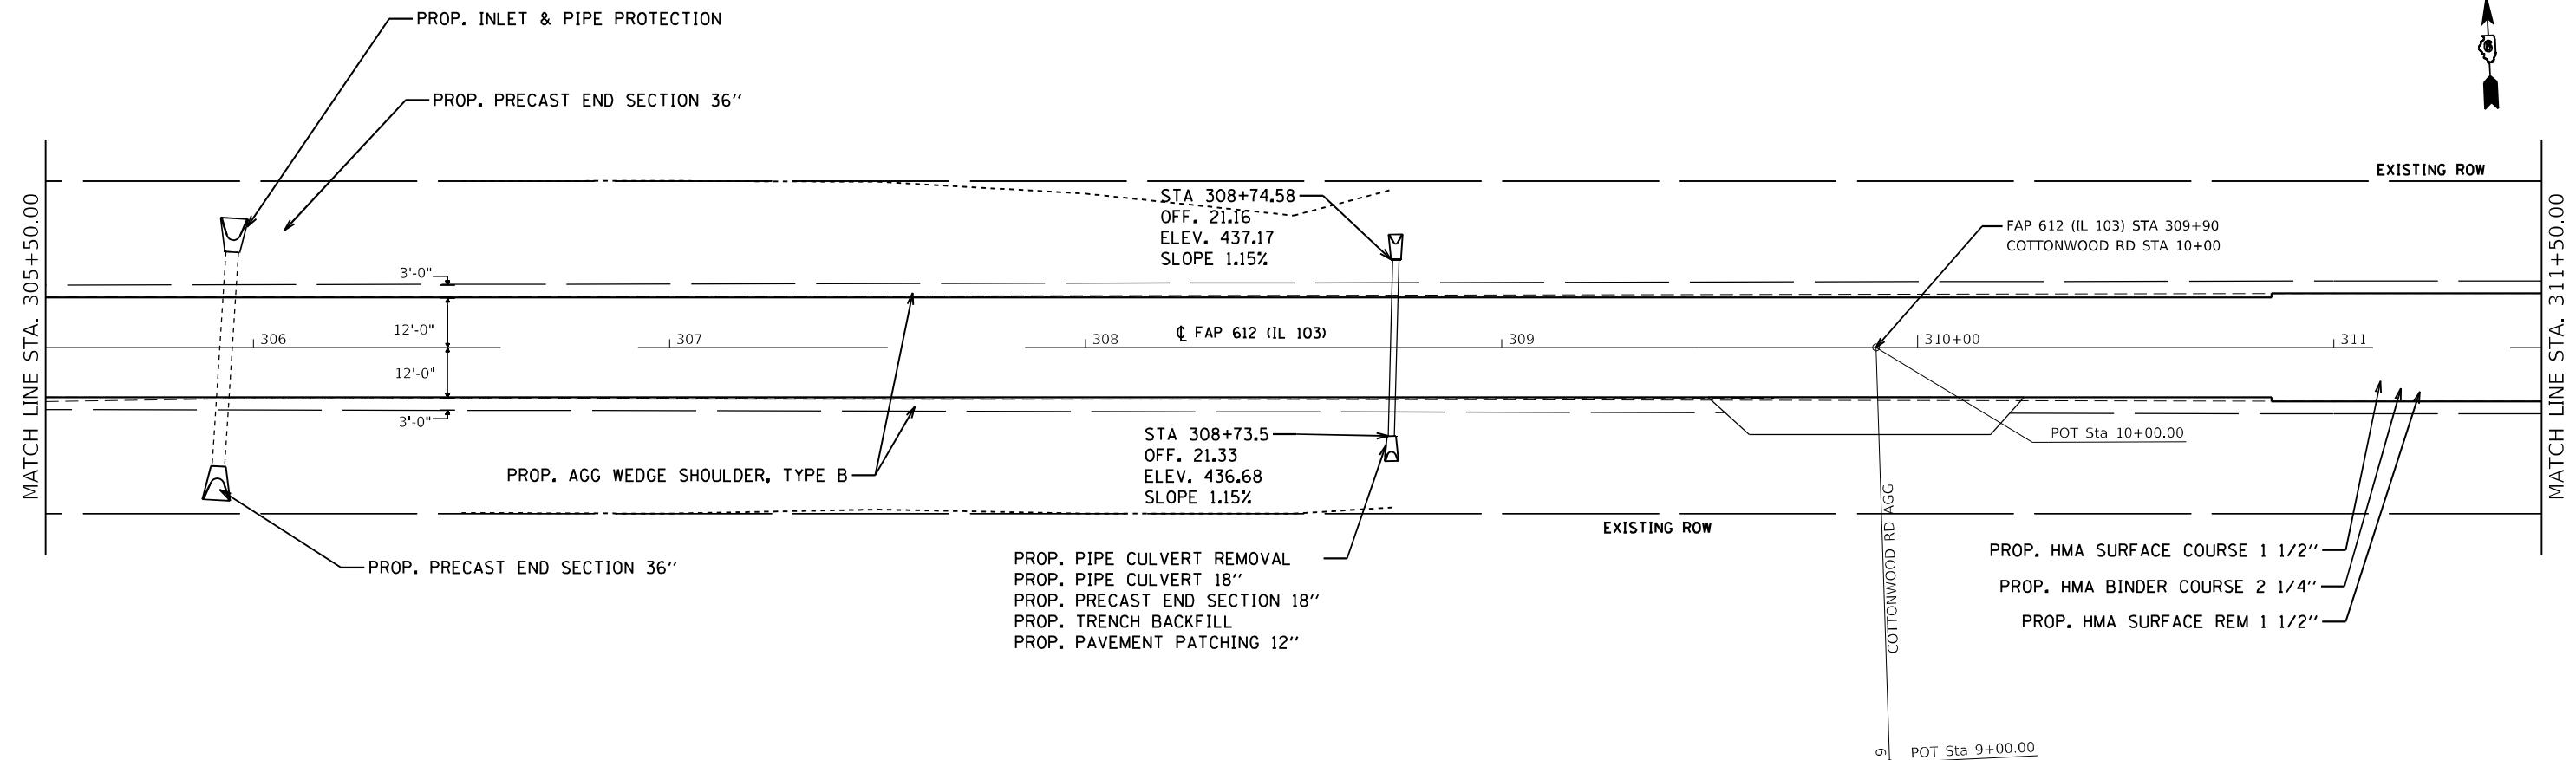 PROP. INLET & PIPE PROTECTION
PROP. PRECAST END SECTION 36"
6
EXISTING ROW
MATCH LINE STA. 305+50.00
MATCH LINE STA. 311+50.00
STA 308+74.58
OFF. 21.16
ELEV. 437.17
SLOPE 1.15%
FAP 612 (IL 103) STA 309+90
COTTONWOOD RD STA 10+00
3'-0"
12'-0"
306
307
308
℄ FAP 612 (IL 103)
309
310+00
311
12'-0"
3'-0"
STA 308+73.5
OFF. 21.33
ELEV. 436.68
SLOPE 1.15%
POT Sta 10+00.00
PROP. AGG WEDGE SHOULDER, TYPE B
EXISTING ROW
COTTONWOOD RD AGG
PROP. PRECAST END SECTION 36"
PROP. PIPE CULVERT REMOVAL
PROP. PIPE CULVERT 18"
PROP. PRECAST END SECTION 18"
PROP. TRENCH BACKFILL
PROP. PAVEMENT PATCHING 12"
PROP. HMA SURFACE COURSE 1 1/2"
PROP. HMA BINDER COURSE 2 1/4"
PROP. HMA SURFACE REM 1 1/2"
9
POT Sta 9+00.00